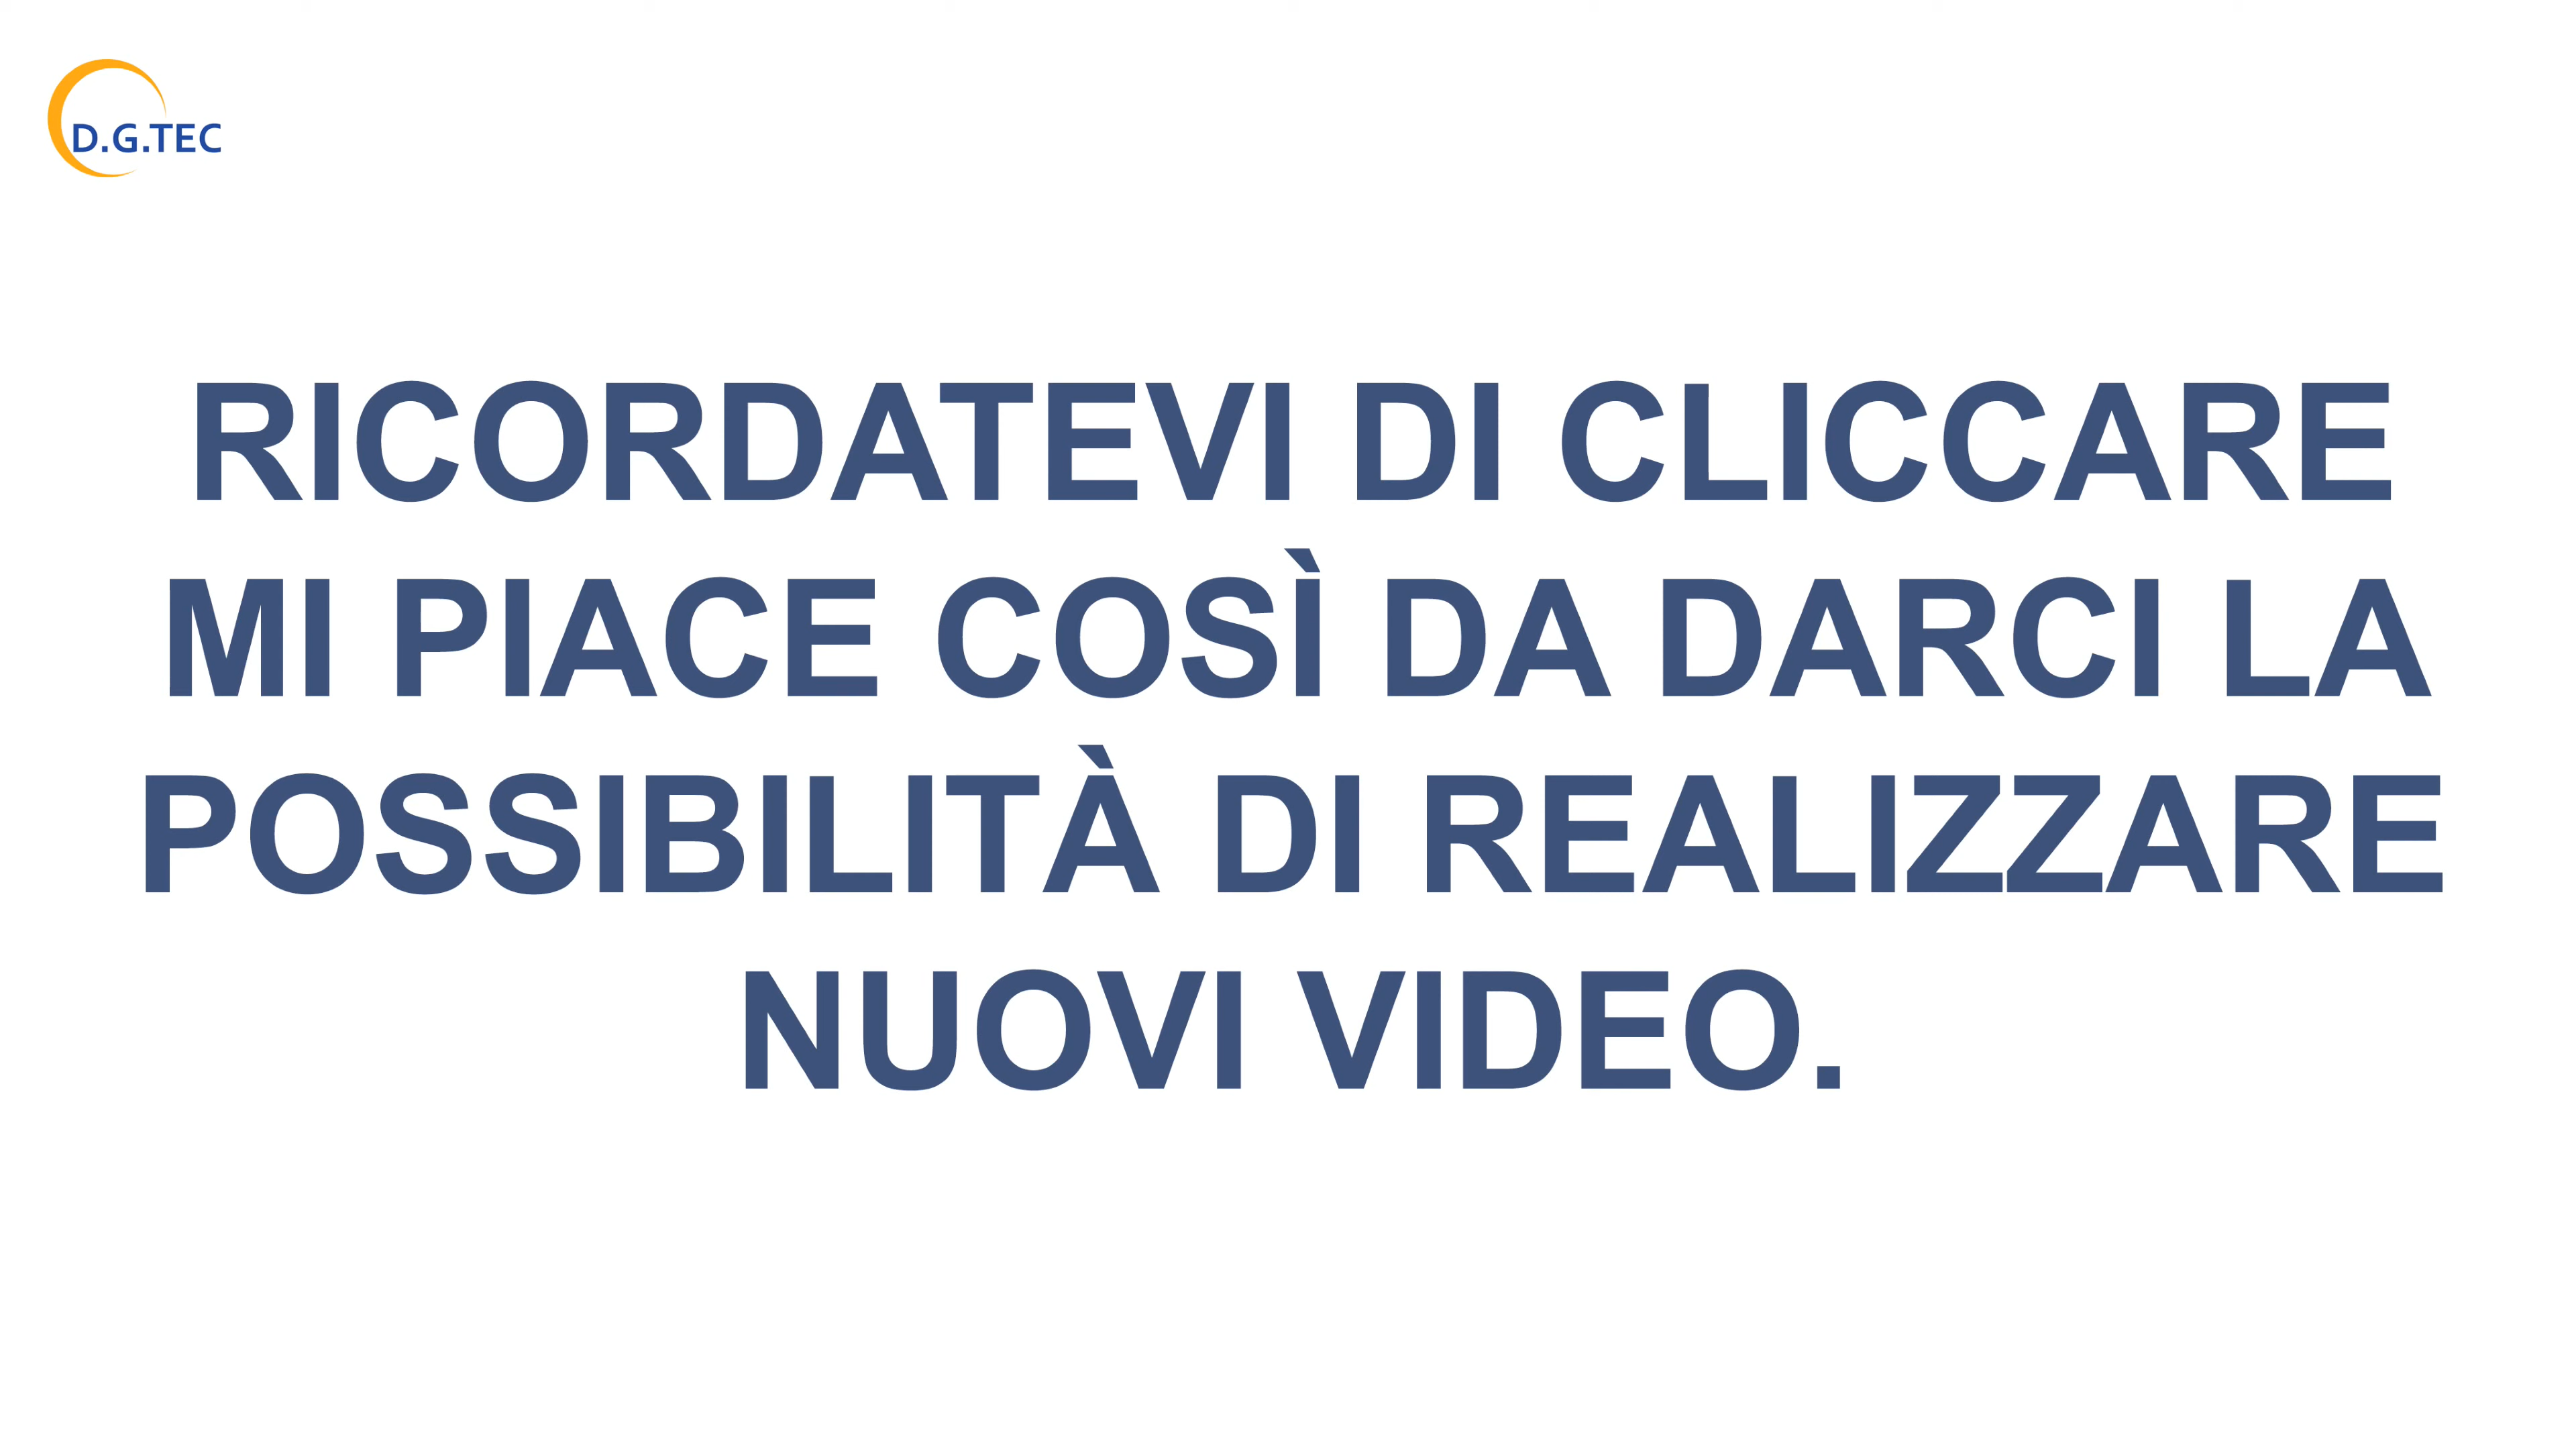 D.G.TEC
RICORDATEVI DI CLICCARE
MI PIACE COSÌ DA DARCI LA
POSSIBILITÀ DI REALIZZARE
NUOVI VIDEO.